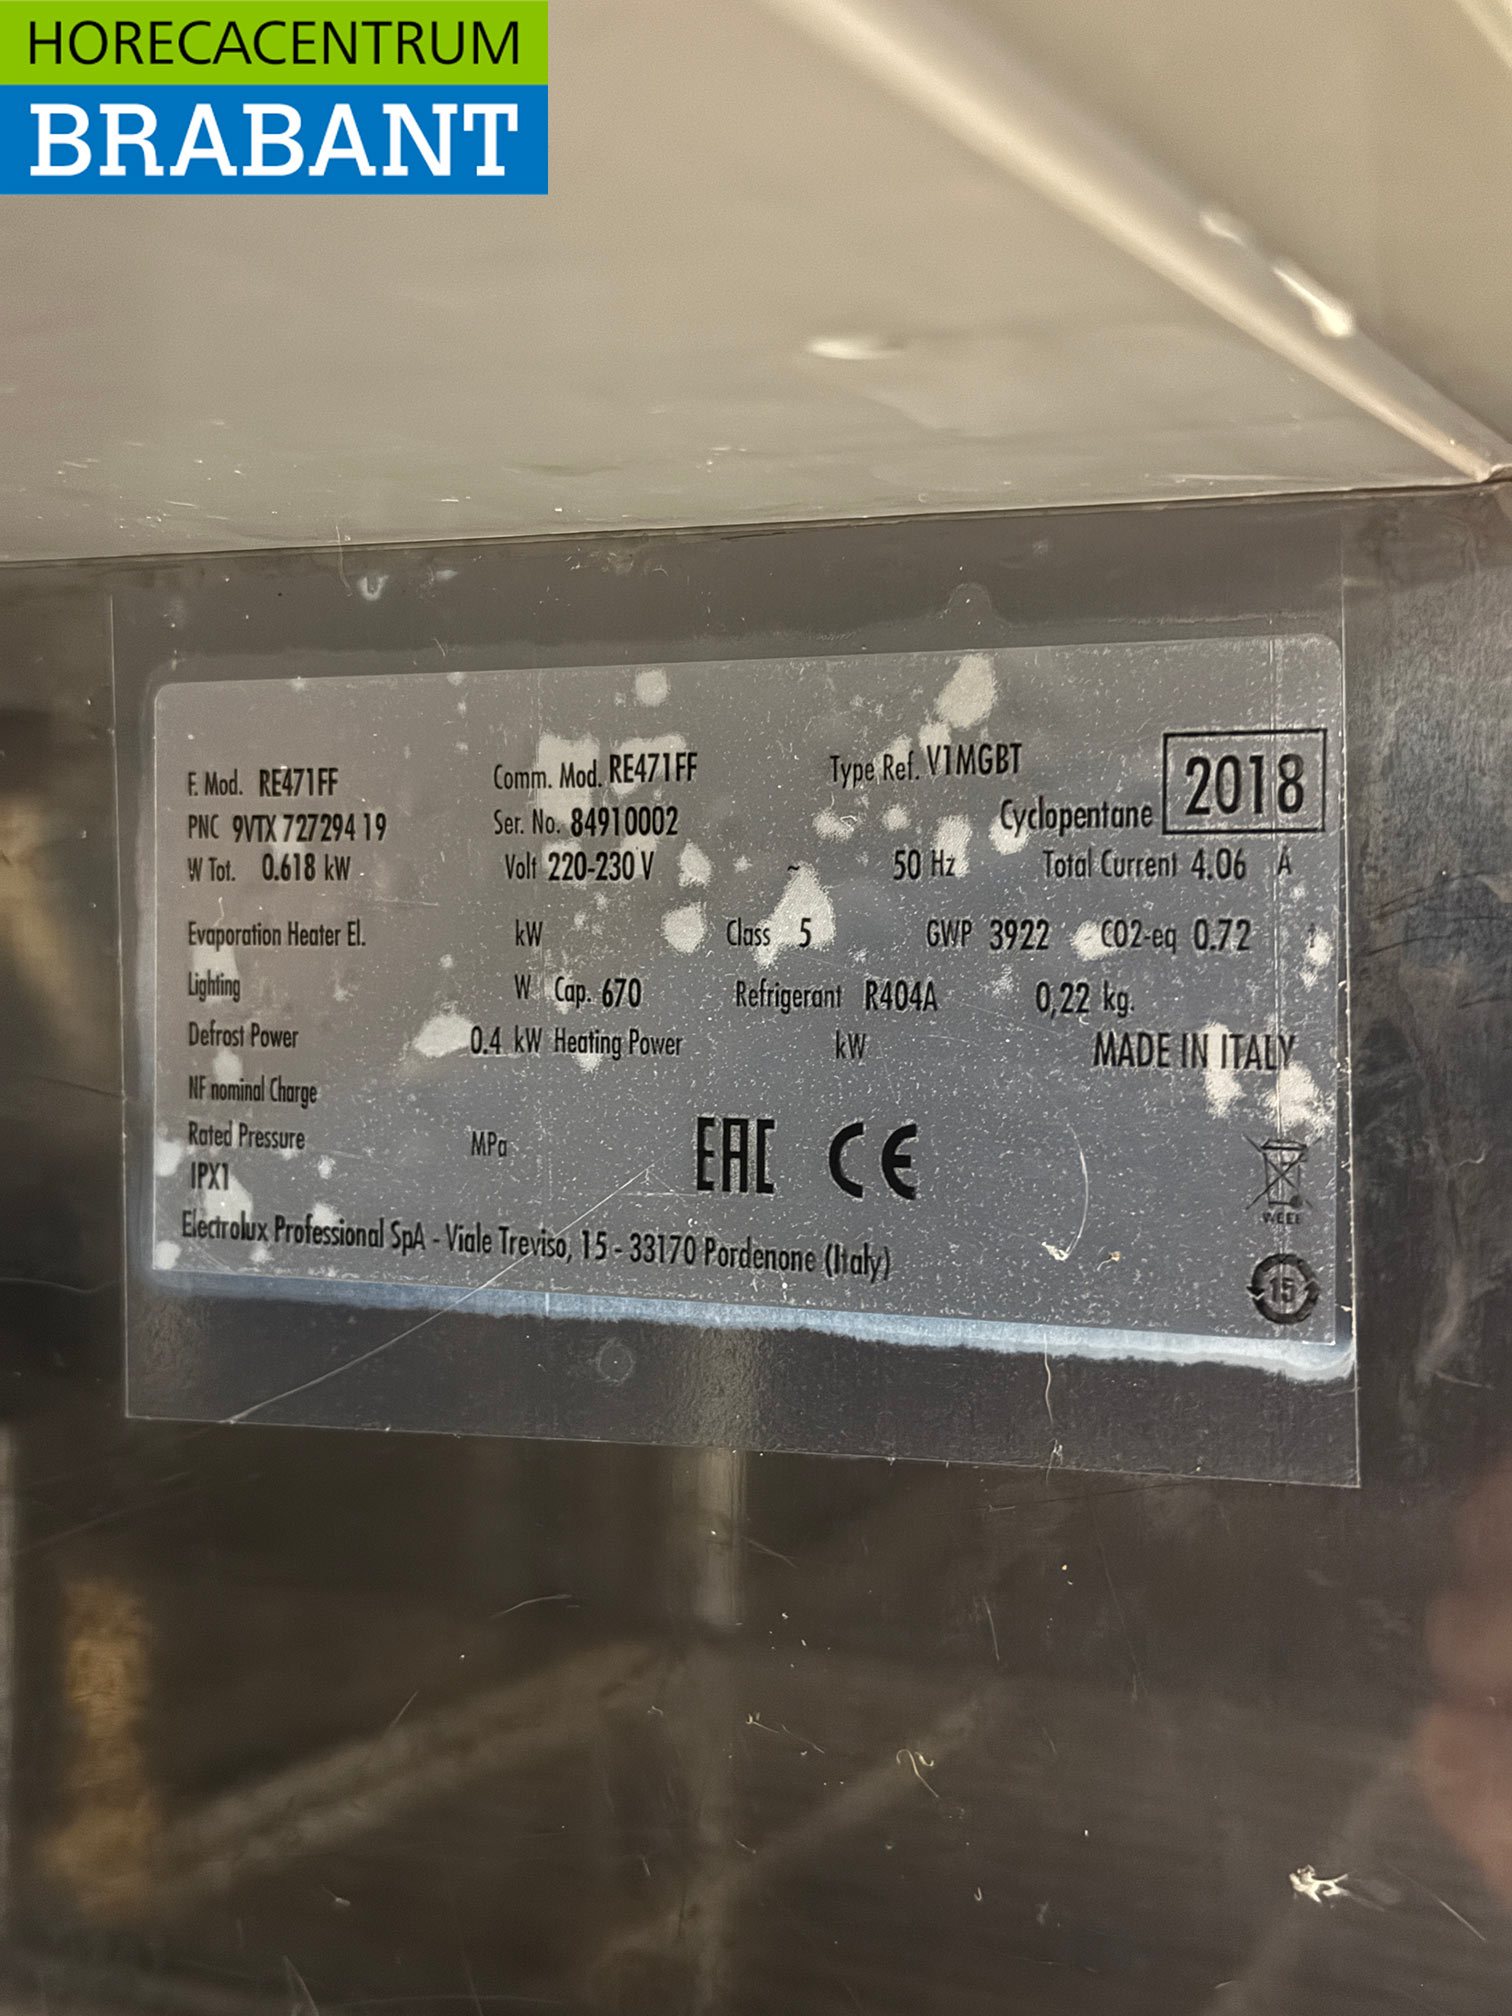 HORECACENTRUM
BRABANT
F. Mod. RE471FF Comm. Mod. RE471FF Type Ref. V1MGBT 2018
PNC 9VTX 727294 19 Ser. No. 84910002 Cyclopentane
W Tot. 0.618 kW Volt 220-230 V ~ 50 Hz Total Current 4.06 A
Evaporation Heater El. kW Class 5 GWP 3922 CO2-eq 0.72
Lighting W Cap. 670 Refrigerant R404A 0,22 kg.
Defrost Power 0.4 kW Heating Power kW MADE IN ITALY
NF nominal Charge
Rated Pressure MPa EAC CE
IPX1 WEEE
Electrolux Professional SpA - Viale Treviso, 15 - 33170 Pordenone (Italy)
15